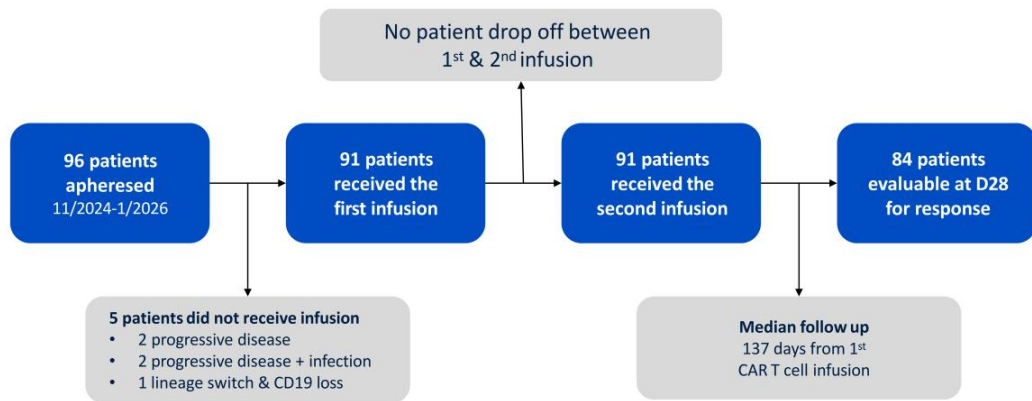 No patient drop off between
1st & 2nd infusion
96 patients
apheresed
11/2024-1/2026
91 patients
received the
first infusion
91 patients
received the
second infusion
84 patients
evaluable at D28
for response
5 patients did not receive infusion
• 2 progressive disease
• 2 progressive disease + infection
• 1 lineage switch & CD19 loss
Median follow up
137 days from 1st
CAR T cell infusion